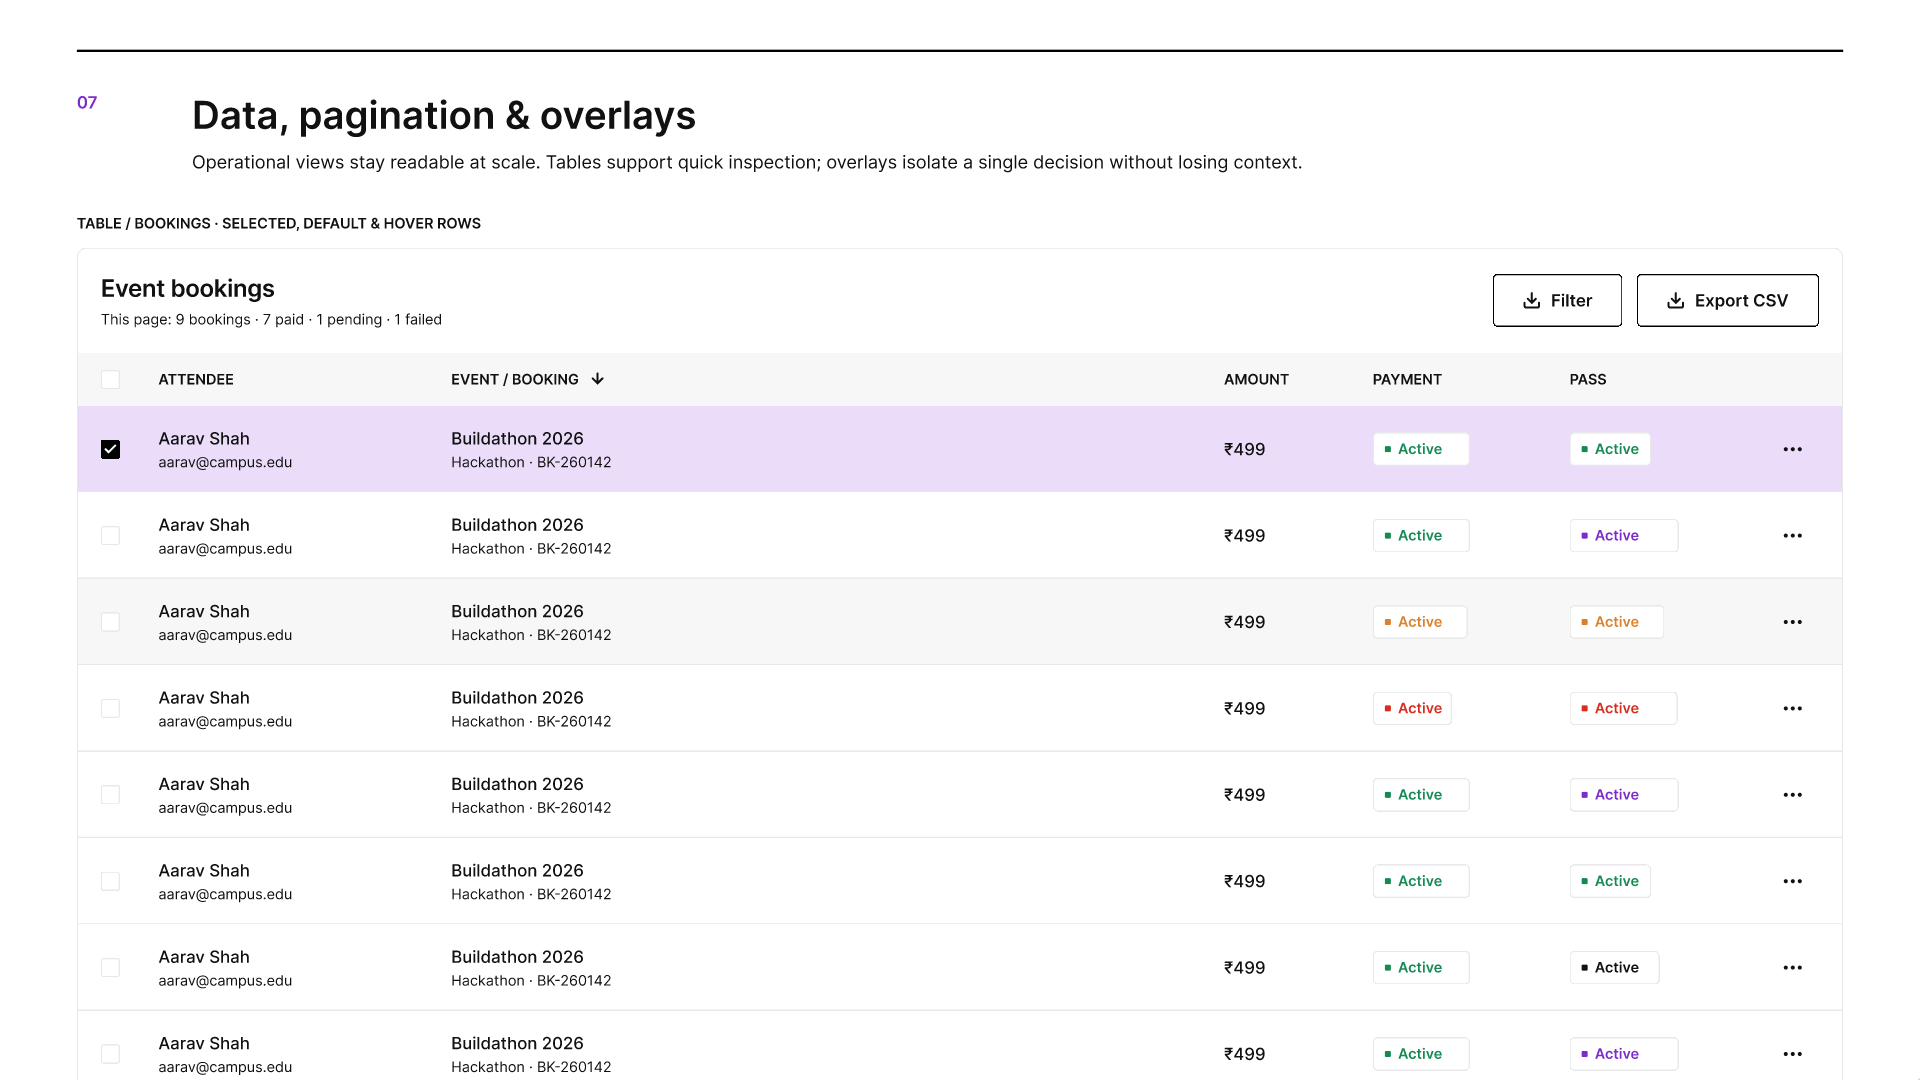 07
Data, pagination & overlays
Operational views stay readable at scale. Tables support quick inspection; overlays isolate a single decision without losing context.
TABLE / BOOKINGS · SELECTED, DEFAULT & HOVER ROWS
Event bookings
This page: 9 bookings · 7 paid · 1 pending · 1 failed
Filter
Export CSV
ATTENDEE EVENT / BOOKING AMOUNT PAYMENT PASS
Aarav Shah Buildathon 2026
₹499 Active Active
aarav@campus.edu Hackathon · BK-260142
Aarav Shah Buildathon 2026
₹499 Active Active
aarav@campus.edu Hackathon · BK-260142
Aarav Shah Buildathon 2026
₹499 Active Active
aarav@campus.edu Hackathon · BK-260142
Aarav Shah Buildathon 2026
₹499 Active Active
aarav@campus.edu Hackathon · BK-260142
Aarav Shah Buildathon 2026
₹499 Active Active
aarav@campus.edu Hackathon · BK-260142
Aarav Shah Buildathon 2026
₹499 Active Active
aarav@campus.edu Hackathon · BK-260142
Aarav Shah Buildathon 2026
₹499 Active Active
aarav@campus.edu Hackathon · BK-260142
Aarav Shah Buildathon 2026
₹499 Active Active
aarav@campus.edu Hackathon · BK-260142